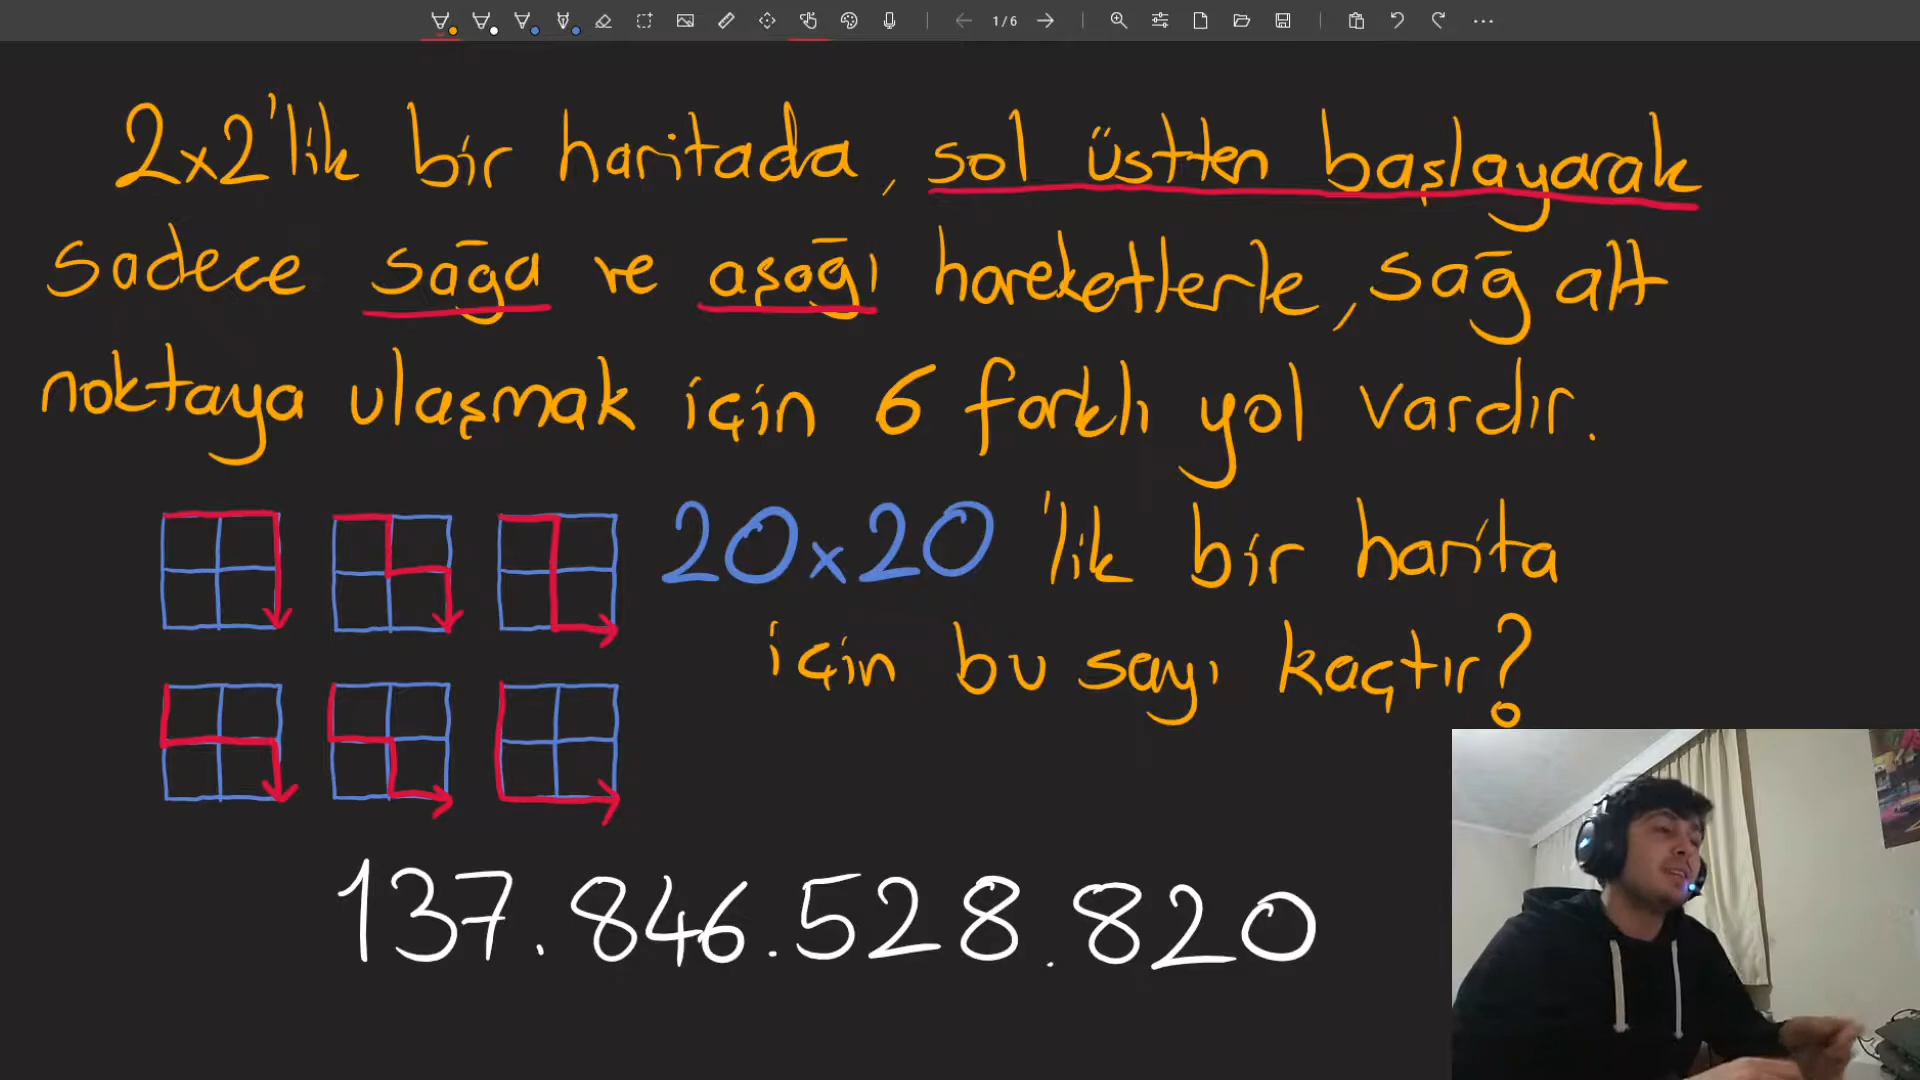 1/6
2x2'lik bir haritada, sol üstten başlayarak
sadece sağa ve aşağı hareketlerle, sağ alt
noktaya ulaşmak için 6 farklı yol vardır.
20x20 'lik bir harita
için bu sayı kaçtır?
137.846.528.820